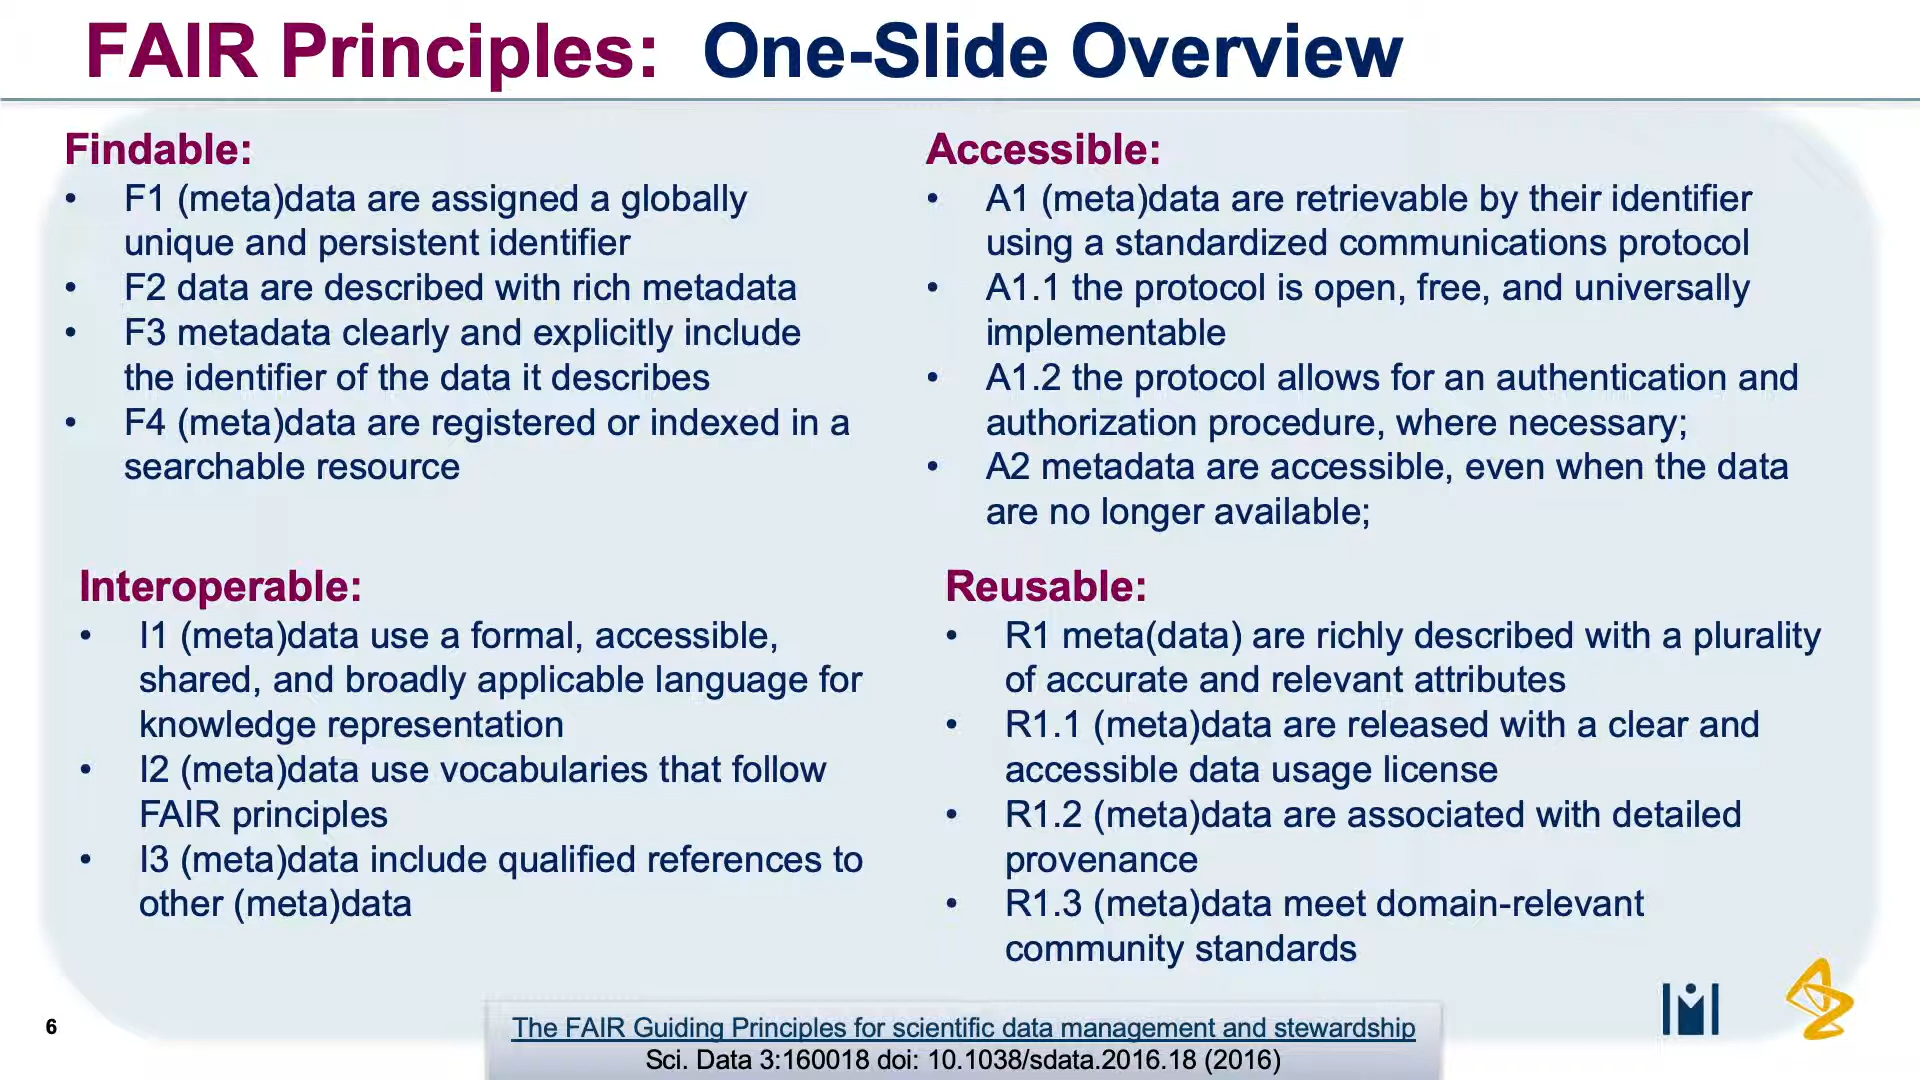 FAIR Principles: One-Slide Overview
Findable:
• F1 (meta)data are assigned a globally
unique and persistent identifier
• F2 data are described with rich metadata
• F3 metadata clearly and explicitly include
the identifier of the data it describes
• F4 (meta)data are registered or indexed in a
searchable resource
Accessible:
• A1 (meta)data are retrievable by their identifier
using a standardized communications protocol
• A1.1 the protocol is open, free, and universally
implementable
• A1.2 the protocol allows for an authentication and
authorization procedure, where necessary;
• A2 metadata are accessible, even when the data
are no longer available;
Interoperable:
• I1 (meta)data use a formal, accessible,
shared, and broadly applicable language for
knowledge representation
• I2 (meta)data use vocabularies that follow
FAIR principles
• I3 (meta)data include qualified references to
other (meta)data
Reusable:
• R1 meta(data) are richly described with a plurality
of accurate and relevant attributes
• R1.1 (meta)data are released with a clear and
accessible data usage license
• R1.2 (meta)data are associated with detailed
provenance
• R1.3 (meta)data meet domain-relevant
community standards
6
The FAIR Guiding Principles for scientific data management and stewardship
Sci. Data 3:160018 doi: 10.1038/sdata.2016.18 (2016)